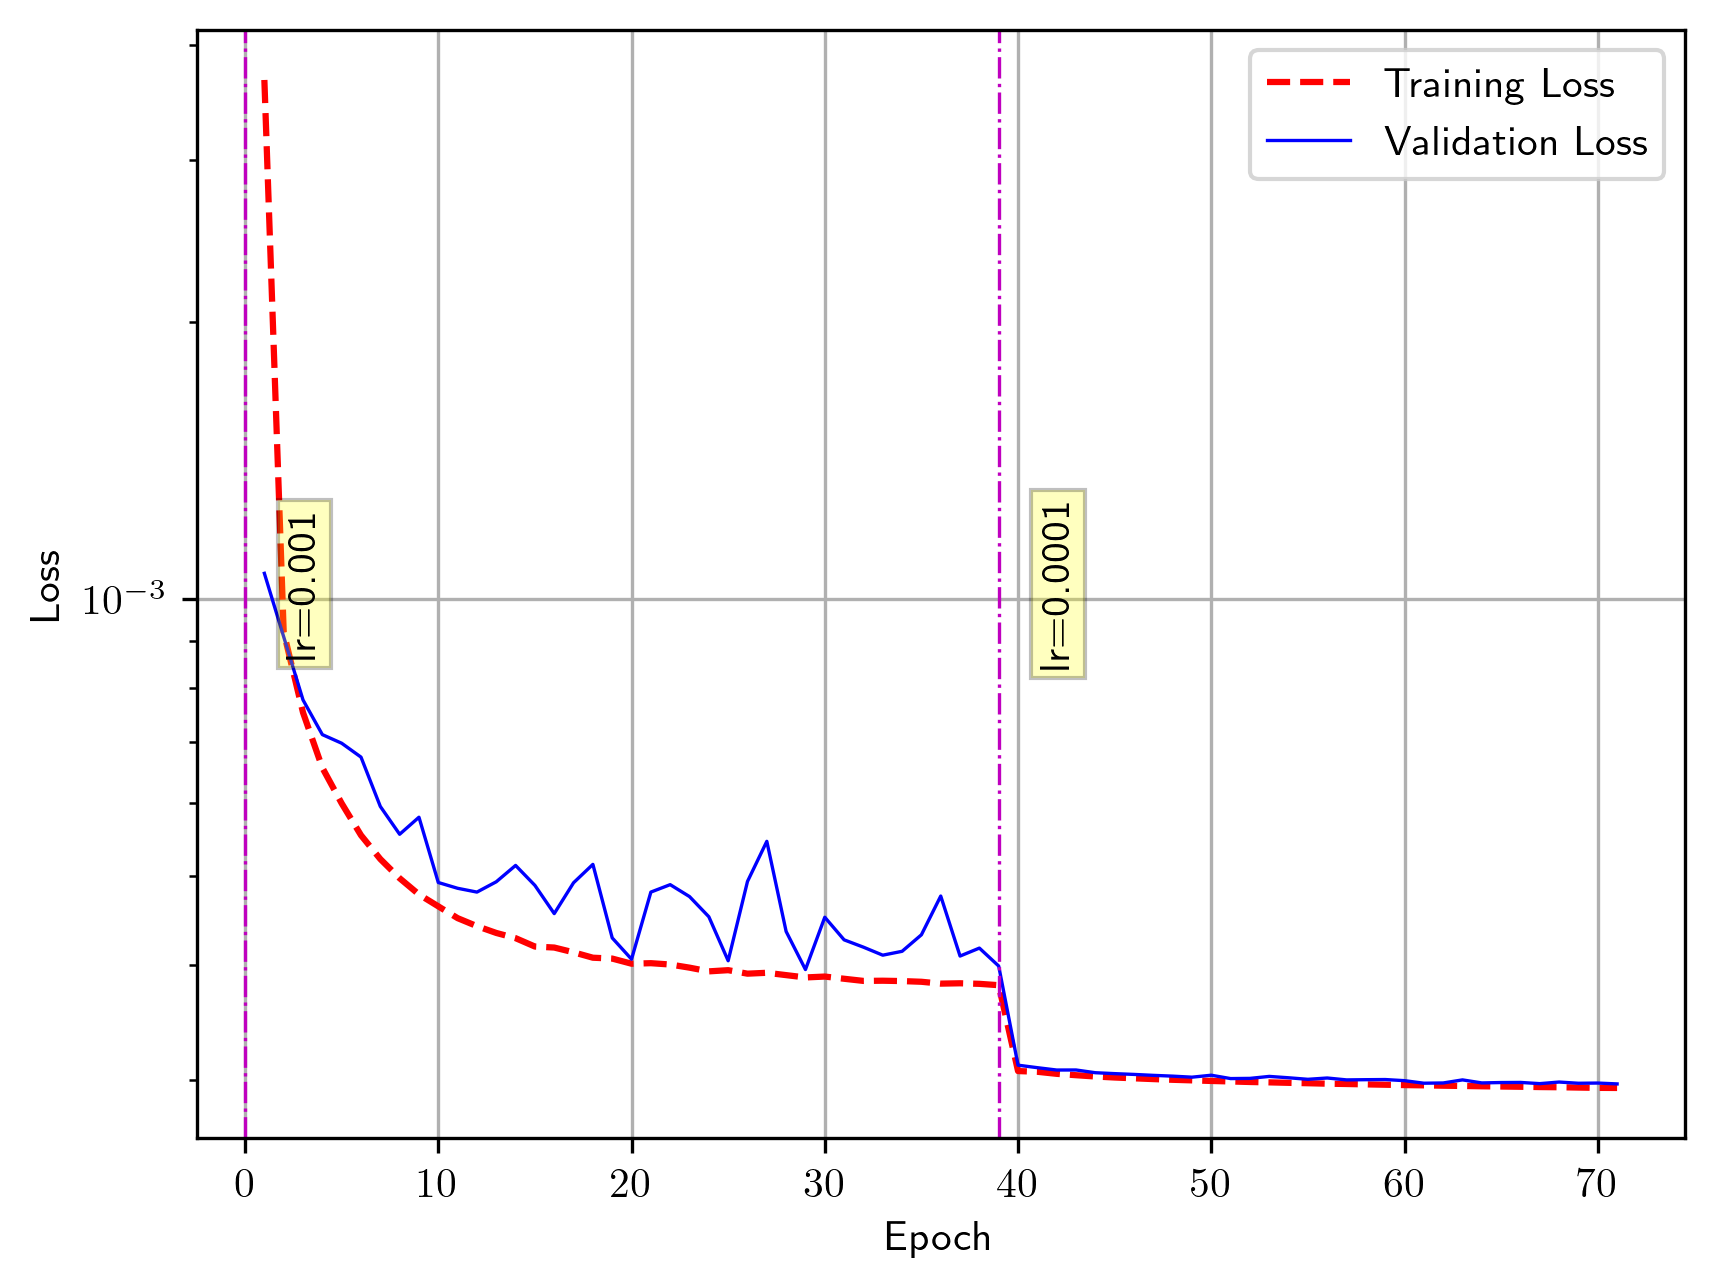 Training Loss
Validation Loss
lr=0.001
lr=0.0001
Loss
10⁻³
0 10 20 30 40 50 60 70
Epoch